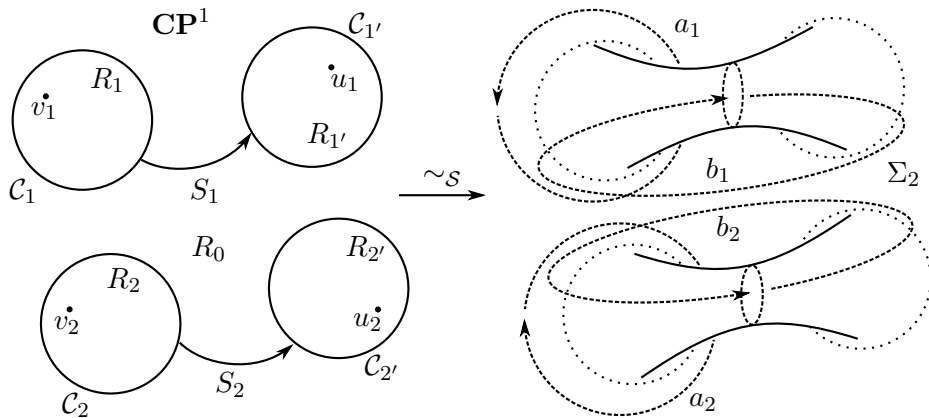 CP¹
C₁′
R₁
v₁
u₁
R₁′
C₁
S₁
R₀
R₂
R₂′
v₂
u₂
S₂
C₂
C₂′
∼𝒮
a₁
b₁
Σ₂
b₂
a₂